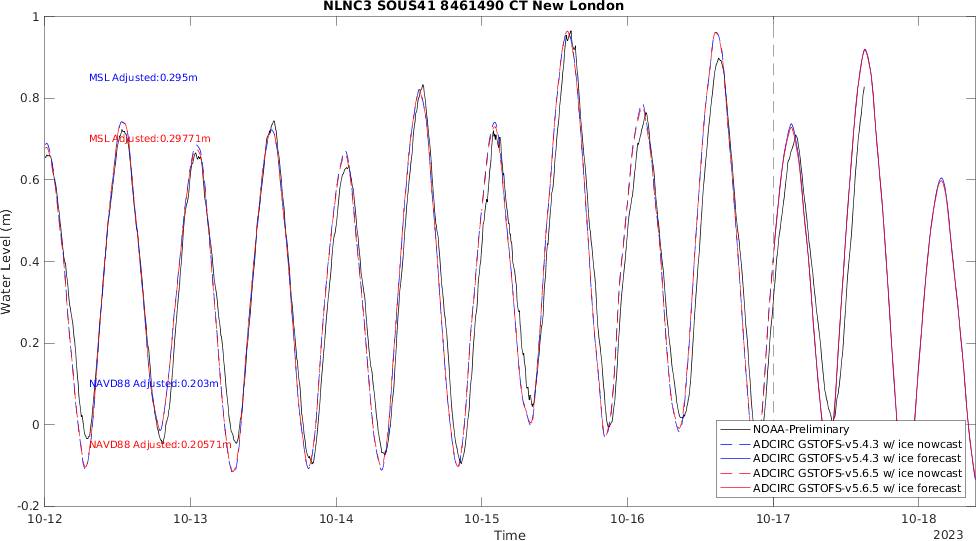 NLNC3 SOUS41 8461490 CT New London
1
0.8
0.6
0.4
0.2
0
-0.2
Water Level (m)
MSL Adjusted:0.295m
MSL Adjusted:0.29771m
NAVD88 Adjusted:0.203m
NAVD88 Adjusted:0.20571m
NOAA-Preliminary
ADCIRC GSTOFS-v5.4.3 w/ ice nowcast
ADCIRC GSTOFS-v5.4.3 w/ ice forecast
ADCIRC GSTOFS-v5.6.5 w/ ice nowcast
ADCIRC GSTOFS-v5.6.5 w/ ice forecast
10-12 10-13 10-14 10-15 10-16 10-17 10-18
Time
2023